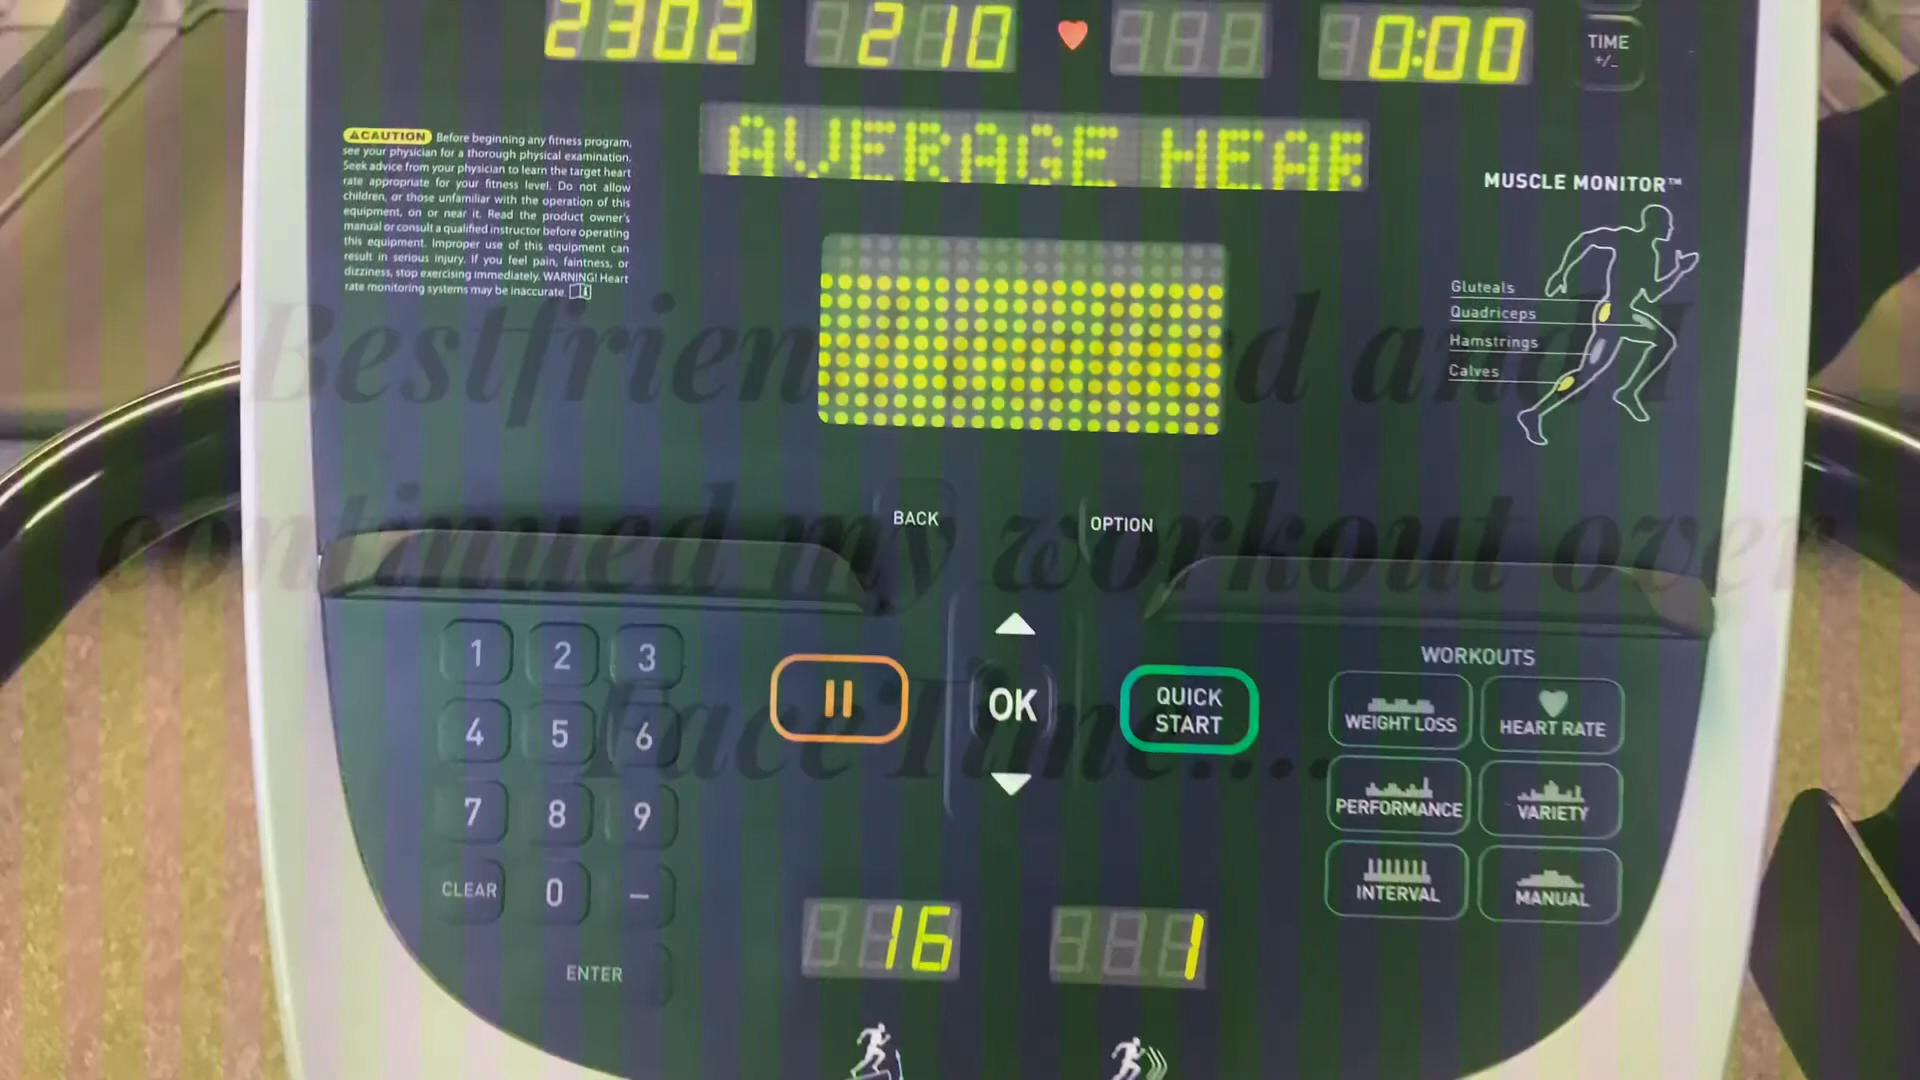 2302 210 0:00
TIME
+/-
AVERAGE HEAR
⚠CAUTION Before beginning any fitness program,
see your physician for a thorough physical examination.
Seek advice from your physician to learn the target heart
rate appropriate for your fitness level. Do not allow
children, or those unfamiliar with the operation of this
equipment, on or near it. Read the product owner's
manual or consult a qualified instructor before operating
this equipment. Improper use of this equipment can
result in serious injury. If you feel pain, faintness, or
dizziness, stop exercising immediately. WARNING! Heart
rate monitoring systems may be inaccurate.
MUSCLE MONITOR™
Gluteals
Quadriceps
Hamstrings
Calves
Bestfrien d and I
continued my workout over
FaceTime....
BACK OPTION
1 2 3
4 5 6
7 8 9
CLEAR 0 —
ENTER
OK
QUICK
START
WORKOUTS
WEIGHT LOSS HEART RATE
PERFORMANCE VARIETY
INTERVAL MANUAL
16 1